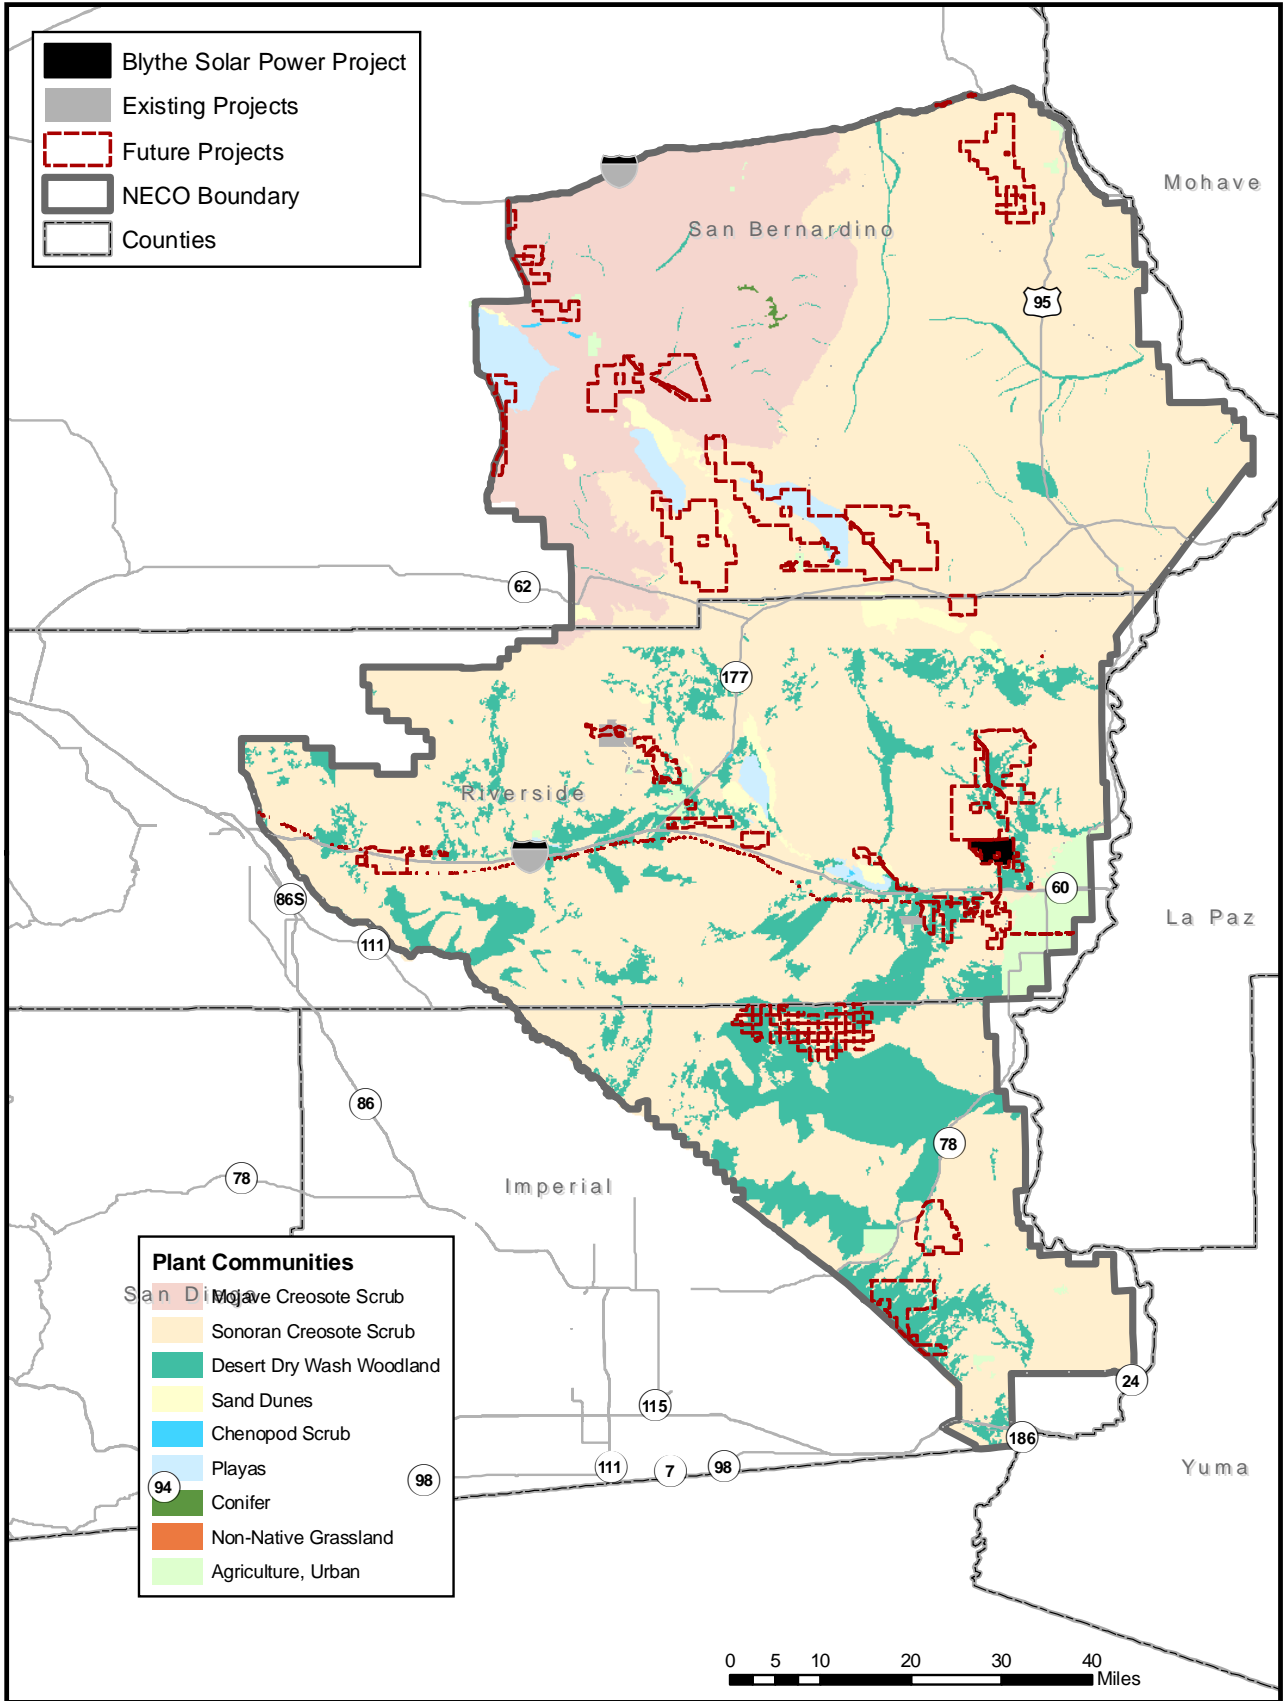 Blythe Solar Power Project
Existing Projects
Future Projects
NECO Boundary
Counties
Mohave
San Bernardino
95
62
177
Riverside
60
86S
La Paz
111
86
78
78
Imperial
Plant Communities
San Diego
Mojave Creosote Scrub
Sonoran Creosote Scrub
Desert Dry Wash Woodland
Sand Dunes
Chenopod Scrub
Playas
Conifer
Non-Native Grassland
Agriculture, Urban
24
115
186
111
7
98
98
94
Yuma
0 5 10 20 30 40
Miles